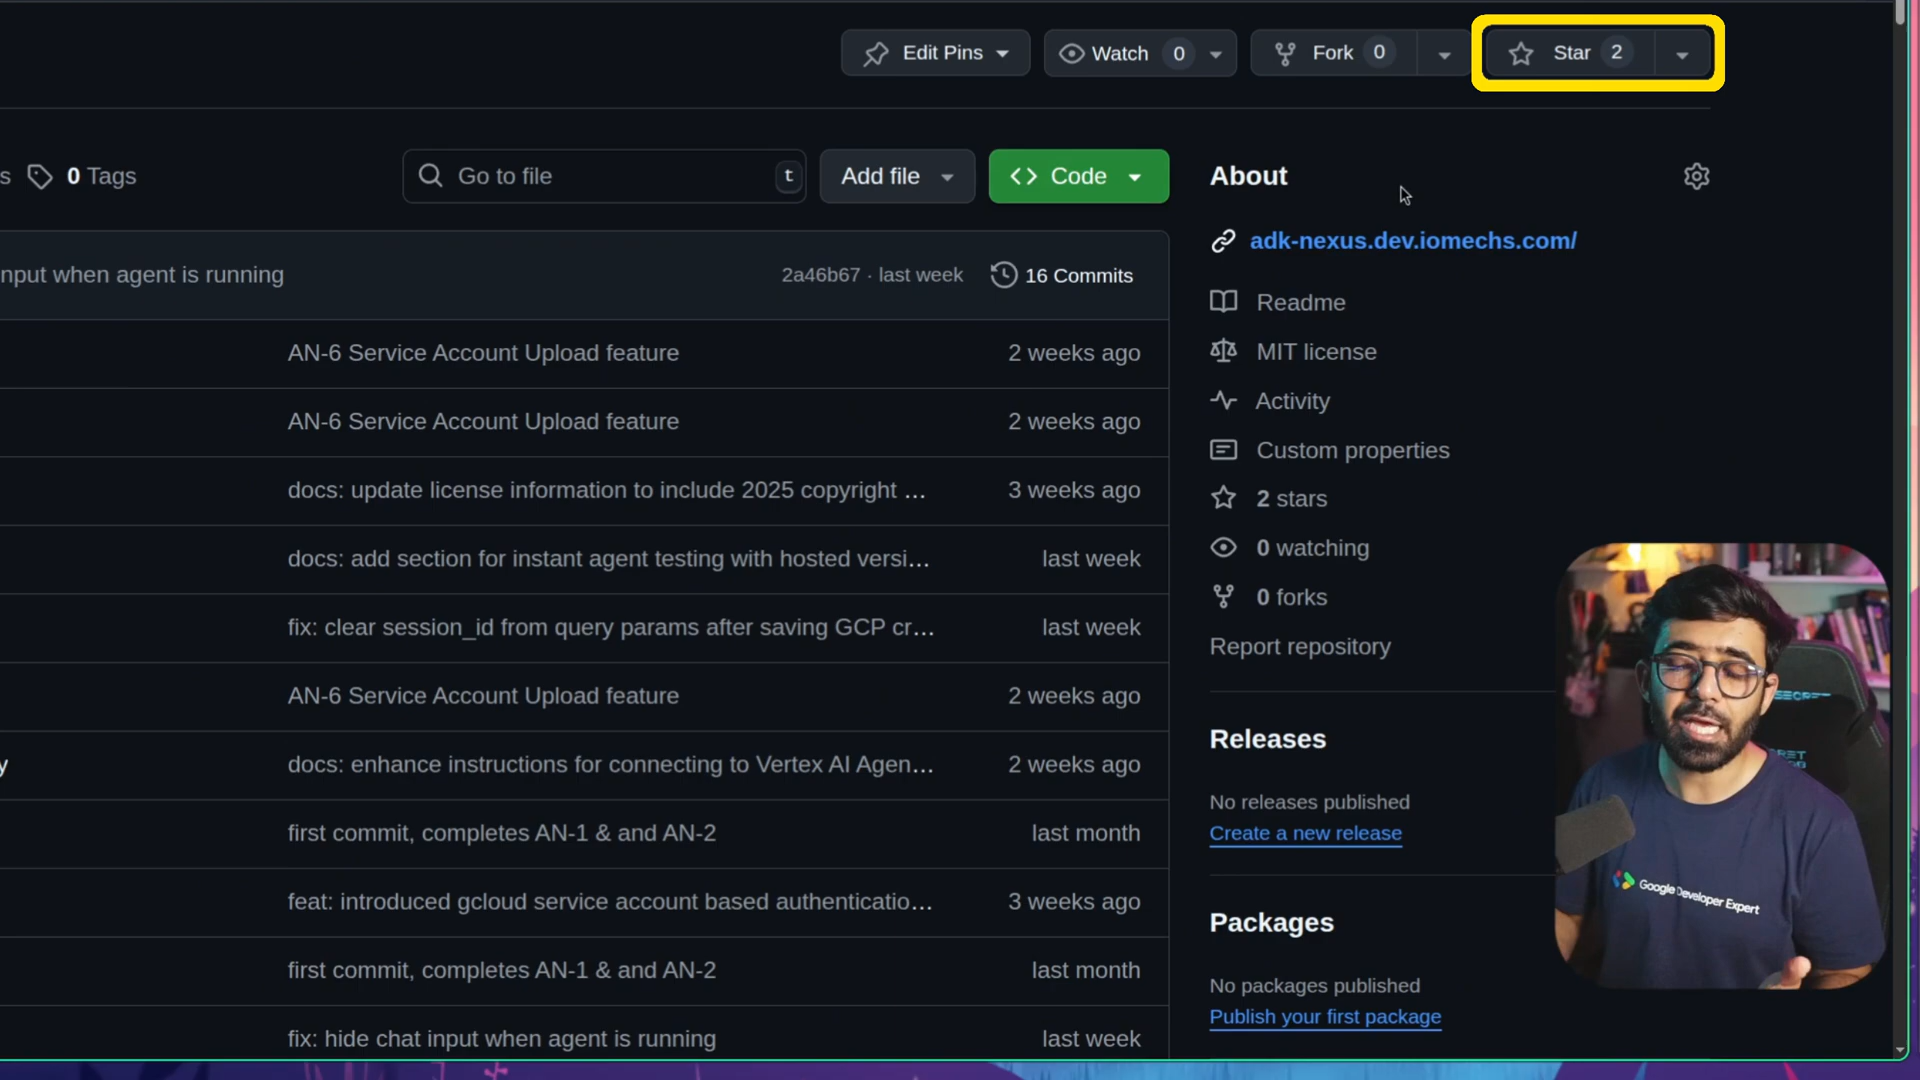 Edit Pins
Watch 0
Fork 0
Star 2
s
0 Tags
Go to file
t
Add file
Code
About
adk-nexus.dev.iomechs.com/
nput when agent is running
2a46b67 · last week
16 Commits
Readme
AN-6 Service Account Upload feature
2 weeks ago
MIT license
AN-6 Service Account Upload feature
2 weeks ago
Activity
Custom properties
docs: update license information to include 2025 copyright ...
3 weeks ago
2 stars
docs: add section for instant agent testing with hosted versi...
last week
0 watching
0 forks
fix: clear session_id from query params after saving GCP cr...
last week
Report repository
AN-6 Service Account Upload feature
2 weeks ago
Releases
y
docs: enhance instructions for connecting to Vertex AI Agen...
2 weeks ago
No releases published
Create a new release
first commit, completes AN-1 & and AN-2
last month
feat: introduced gcloud service account based authenticatio...
3 weeks ago
Packages
first commit, completes AN-1 & and AN-2
last month
No packages published
Publish your first package
fix: hide chat input when agent is running
last week
SECRET
Google Developer Expert